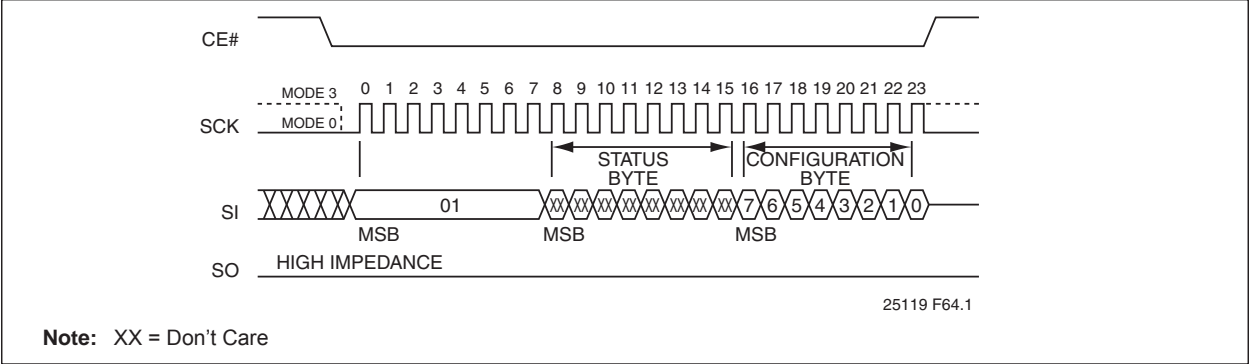 CE#
MODE 3
0 1 2 3 4 5 6 7 8 9 10 11 12 13 14 15 16 17 18 19 20 21 22 23
SCK
MODE 0
STATUS BYTE
CONFIGURATION BYTE
SI
01
XX XX XX XX XX XX XX XX 7 6 5 4 3 2 1 0
MSB MSB MSB
SO
HIGH IMPEDANCE
25119 F64.1
Note: XX = Don't Care